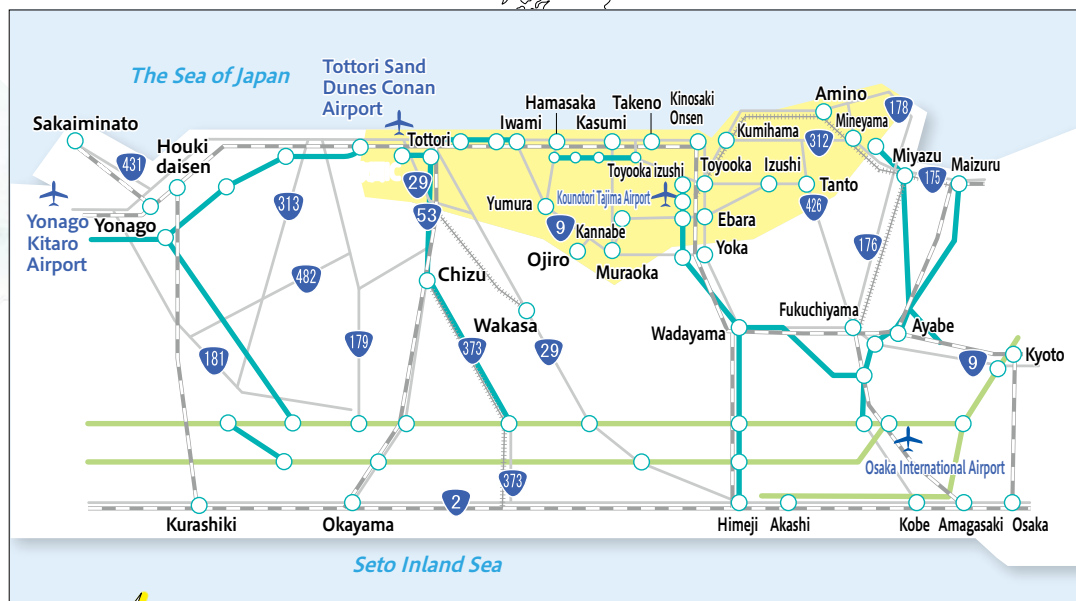 The Sea of Japan
Tottori Sand
Dunes Conan
Airport
Sakaiminato
431
Houki
daisen
Yonago
Kitaro
Airport
Yonago
313
482
181
179
Tottori
29
53
Iwami
Hamasaka
Kasumi
Takeno
Kinosaki
Onsen
Toyooka izushi
Kounotori Tajima Airport
Yumura
9
Kannabe
Ojiro
Muraoka
Amino
178
Mineyama
Kumihama
312
Toyooka
Izushi
Tanto
426
Ebara
Yoka
Miyazu
175
Maizuru
176
Chizu
Wakasa
373
29
Wadayama
Fukuchiyama
Ayabe
9
Kyoto
Osaka International Airport
373
2
Kurashiki
Okayama
Himeji
Akashi
Kobe
Amagasaki
Osaka
Seto Inland Sea